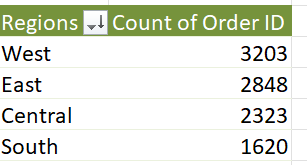 Regions Count of Order ID
West 3203
East 2848
Central 2323
South 1620